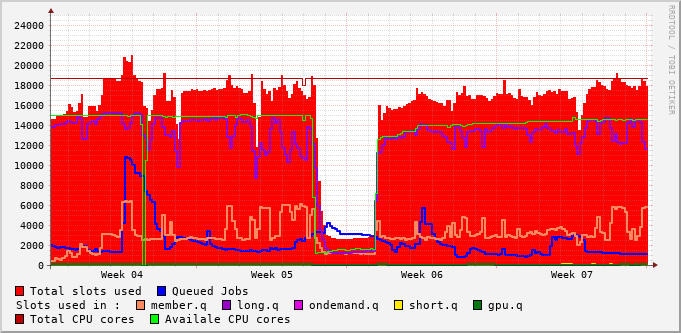 24000
22000
20000
18000
16000
14000
12000
10000
8000
6000
4000
2000
0
Week 04 Week 05 Week 06 Week 07
RRDTOOL / TOBI OETIKER
Total slots used Queued Jobs
Slots used in : member.q long.q ondemand.q short.q gpu.q
Total CPU cores Availale CPU cores